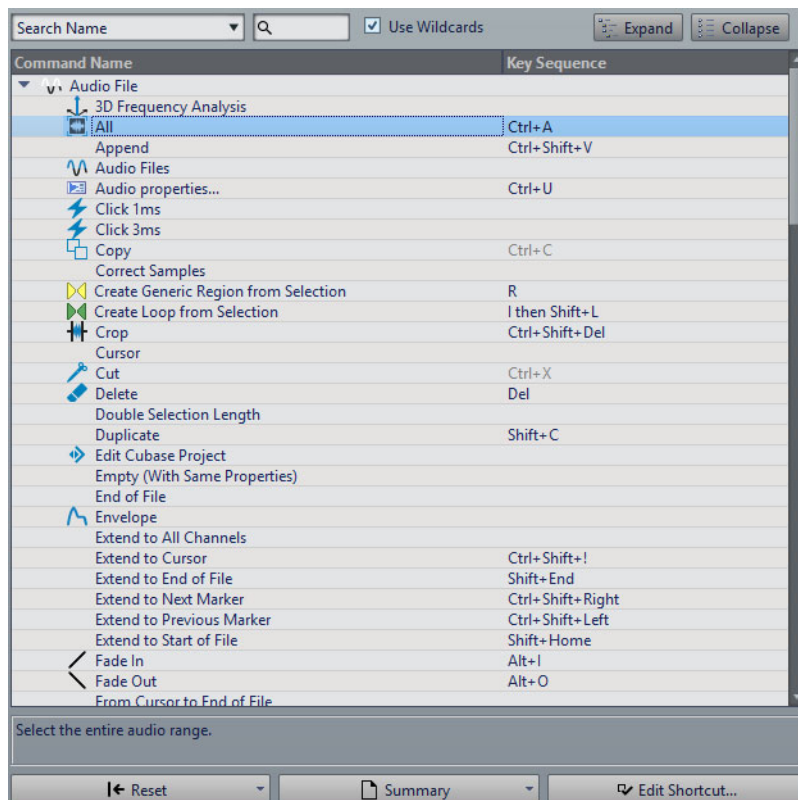 Search Name Use Wildcards Expand Collapse
Command Name Key Sequence
Audio File
3D Frequency Analysis
All Ctrl+A
Append Ctrl+Shift+V
Audio Files
Audio properties... Ctrl+U
Click 1ms
Click 3ms
Copy Ctrl+C
Correct Samples
Create Generic Region from Selection R
Create Loop from Selection I then Shift+L
Crop Ctrl+Shift+Del
Cursor
Cut Ctrl+X
Delete Del
Double Selection Length
Duplicate Shift+C
Edit Cubase Project
Empty (With Same Properties)
End of File
Envelope
Extend to All Channels
Extend to Cursor Ctrl+Shift+!
Extend to End of File Shift+End
Extend to Next Marker Ctrl+Shift+Right
Extend to Previous Marker Ctrl+Shift+Left
Extend to Start of File Shift+Home
Fade In Alt+I
Fade Out Alt+O
From Cursor to End of File
Select the entire audio range.
Reset Summary Edit Shortcut...